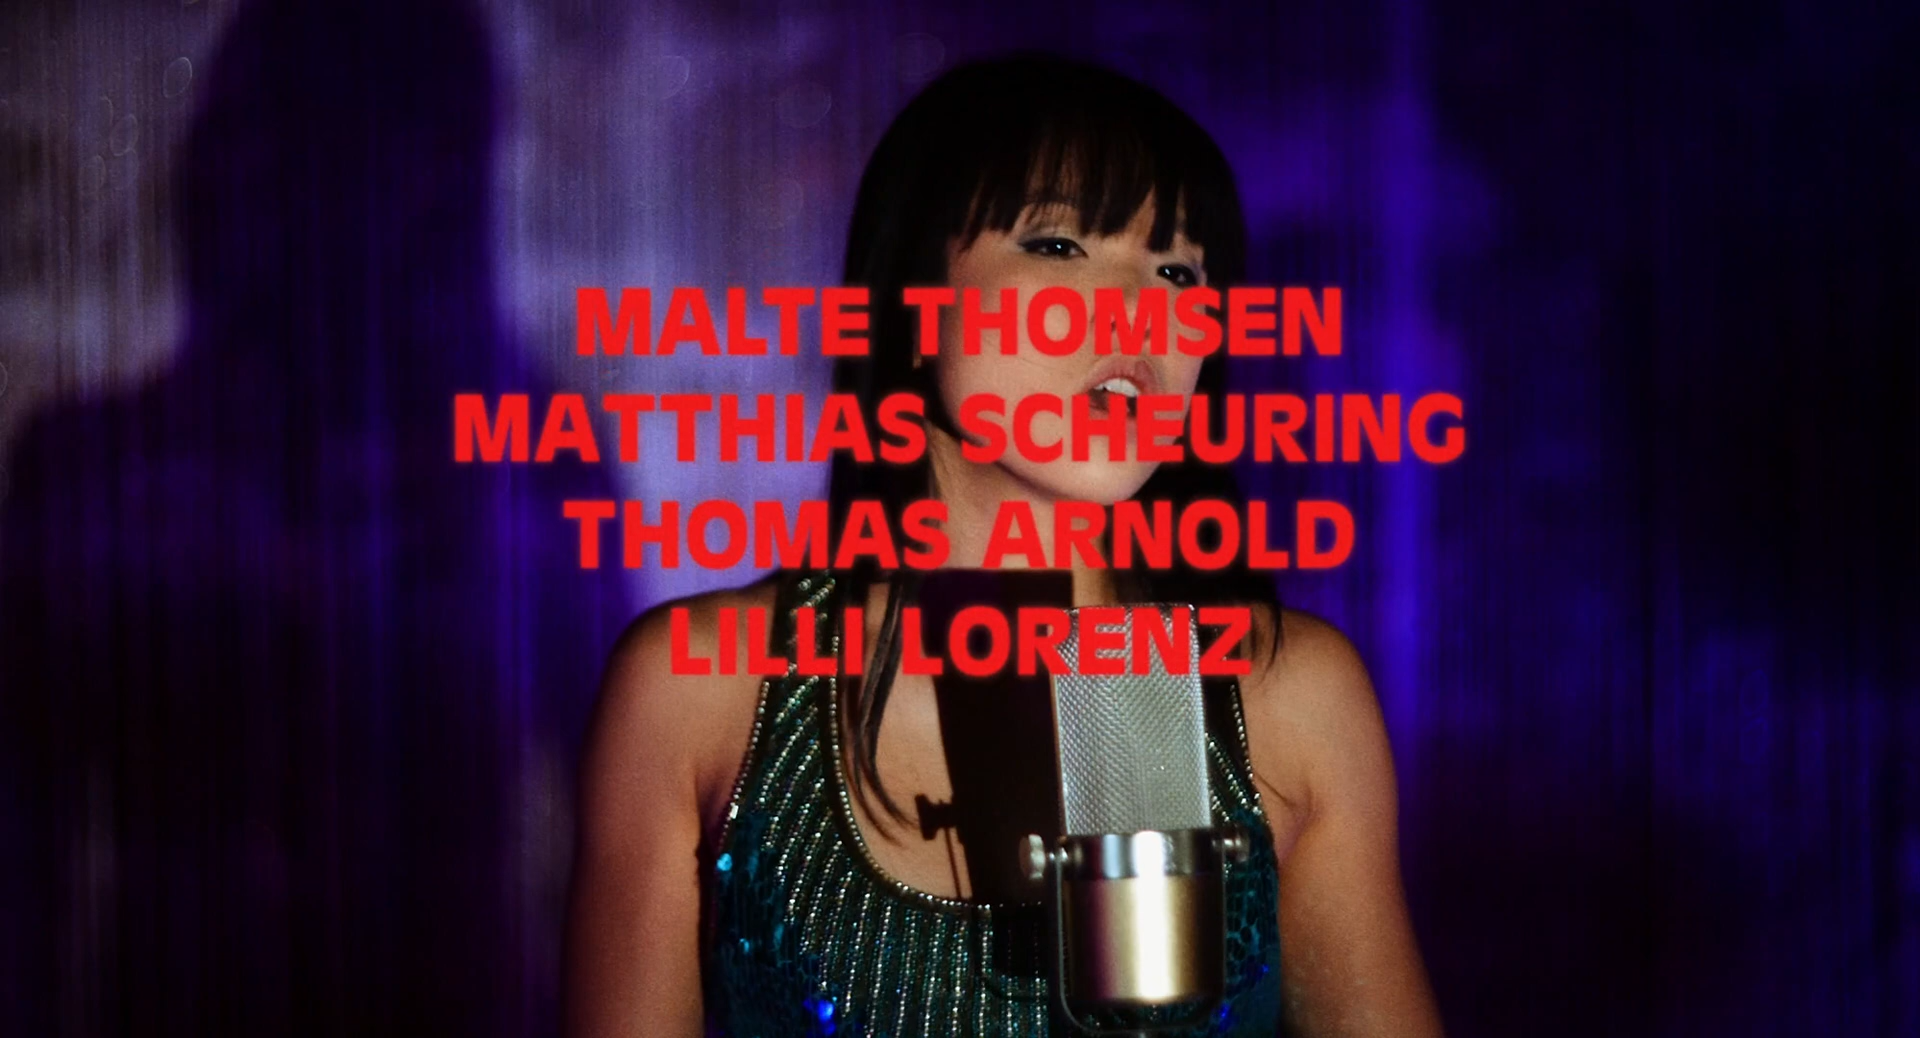 MALTE THOMSEN
MATTHIAS SCHEURING
THOMAS ARNOLD
LILLI LORENZ